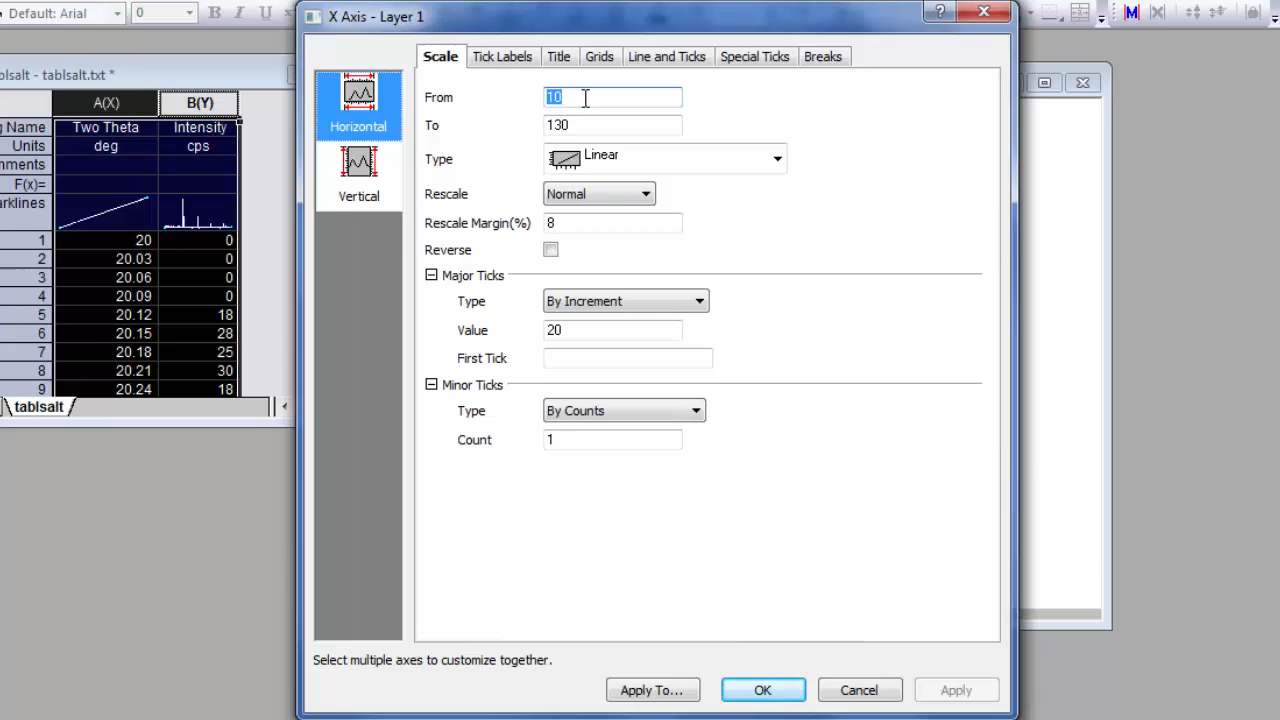 Default: Arial
0
B I U
M
X Axis - Layer 1
?
tablsalt - tablsalt.txt *
Scale Tick Labels Title Grids Line and Ticks Special Ticks Breaks
Horizontal
Vertical
From 10
To 130
Type Linear
Rescale Normal
Rescale Margin(%) 8
Reverse
Major Ticks
Type By Increment
Value 20
First Tick
Minor Ticks
Type By Counts
Count 1
A(X) B(Y)
Name Two Theta Intensity
Units deg cps
F(x)=
1 20 0
2 20.03 0
3 20.06 0
4 20.09 0
5 20.12 18
6 20.15 28
7 20.18 25
8 20.21 30
9 20.24 18
tablsalt
Select multiple axes to customize together.
Apply To... OK Cancel Apply